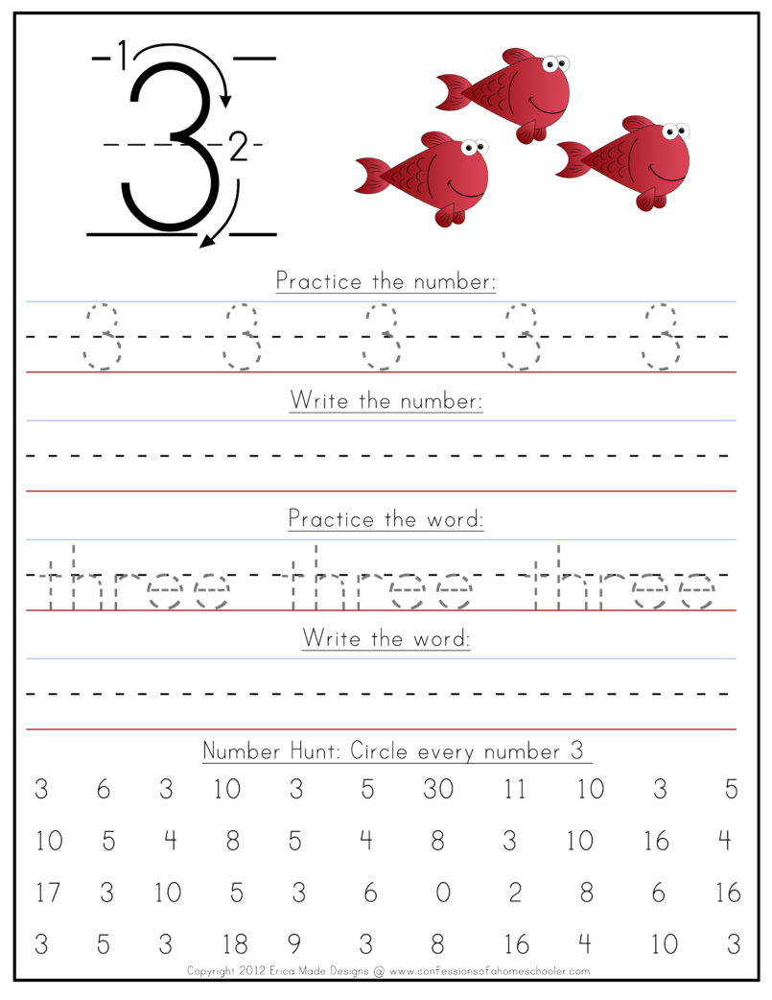 1
3
2
Practice the number:
3 3 3 3 3
Write the number:
Practice the word:
three three three
Write the word:
Number Hunt: Circle every number 3
3 6 3 10 3 5 30 11 10 3 5
10 5 4 8 5 4 8 3 10 16 4
17 3 10 5 3 6 0 2 8 6 16
3 5 3 18 9 3 8 16 4 10 3
Copyright 2012 Erica Made Designs @ www.confessionsofahomeschooler.com